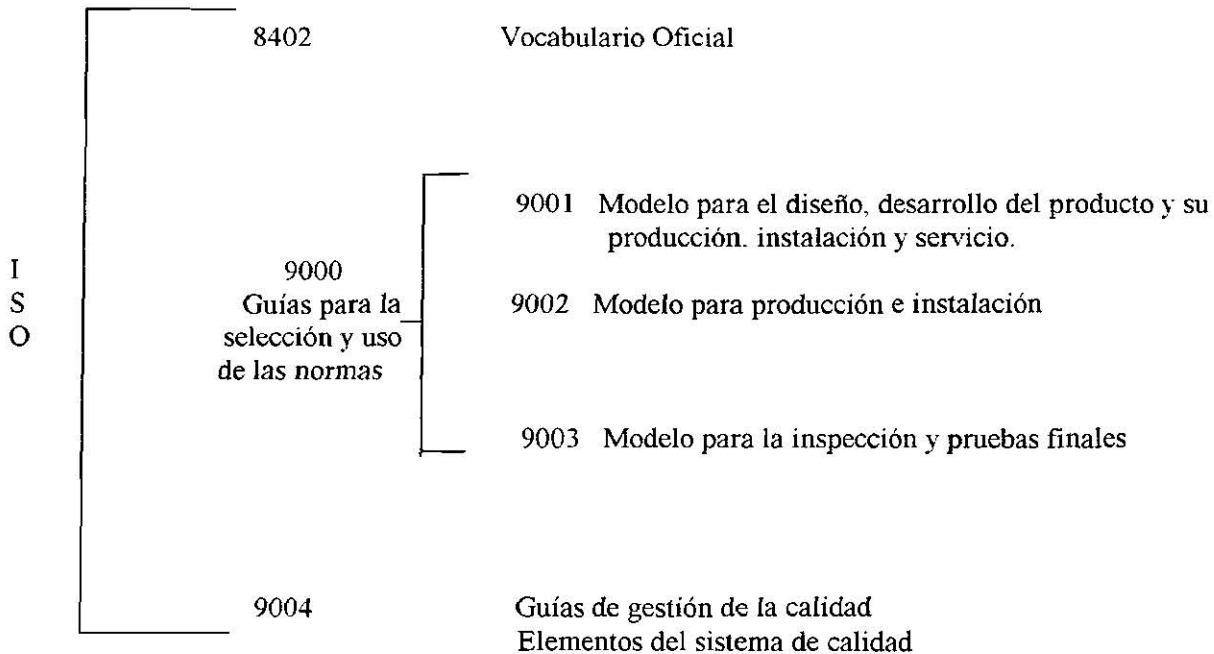 8402 Vocabulario Oficial
9001 Modelo para el diseño, desarrollo del producto y su
producción. instalación y servicio.
I
S
O
9000
Guías para la
selección y uso
de las normas
9002 Modelo para producción e instalación
9003 Modelo para la inspección y pruebas finales
9004 Guías de gestión de la calidad
Elementos del sistema de calidad